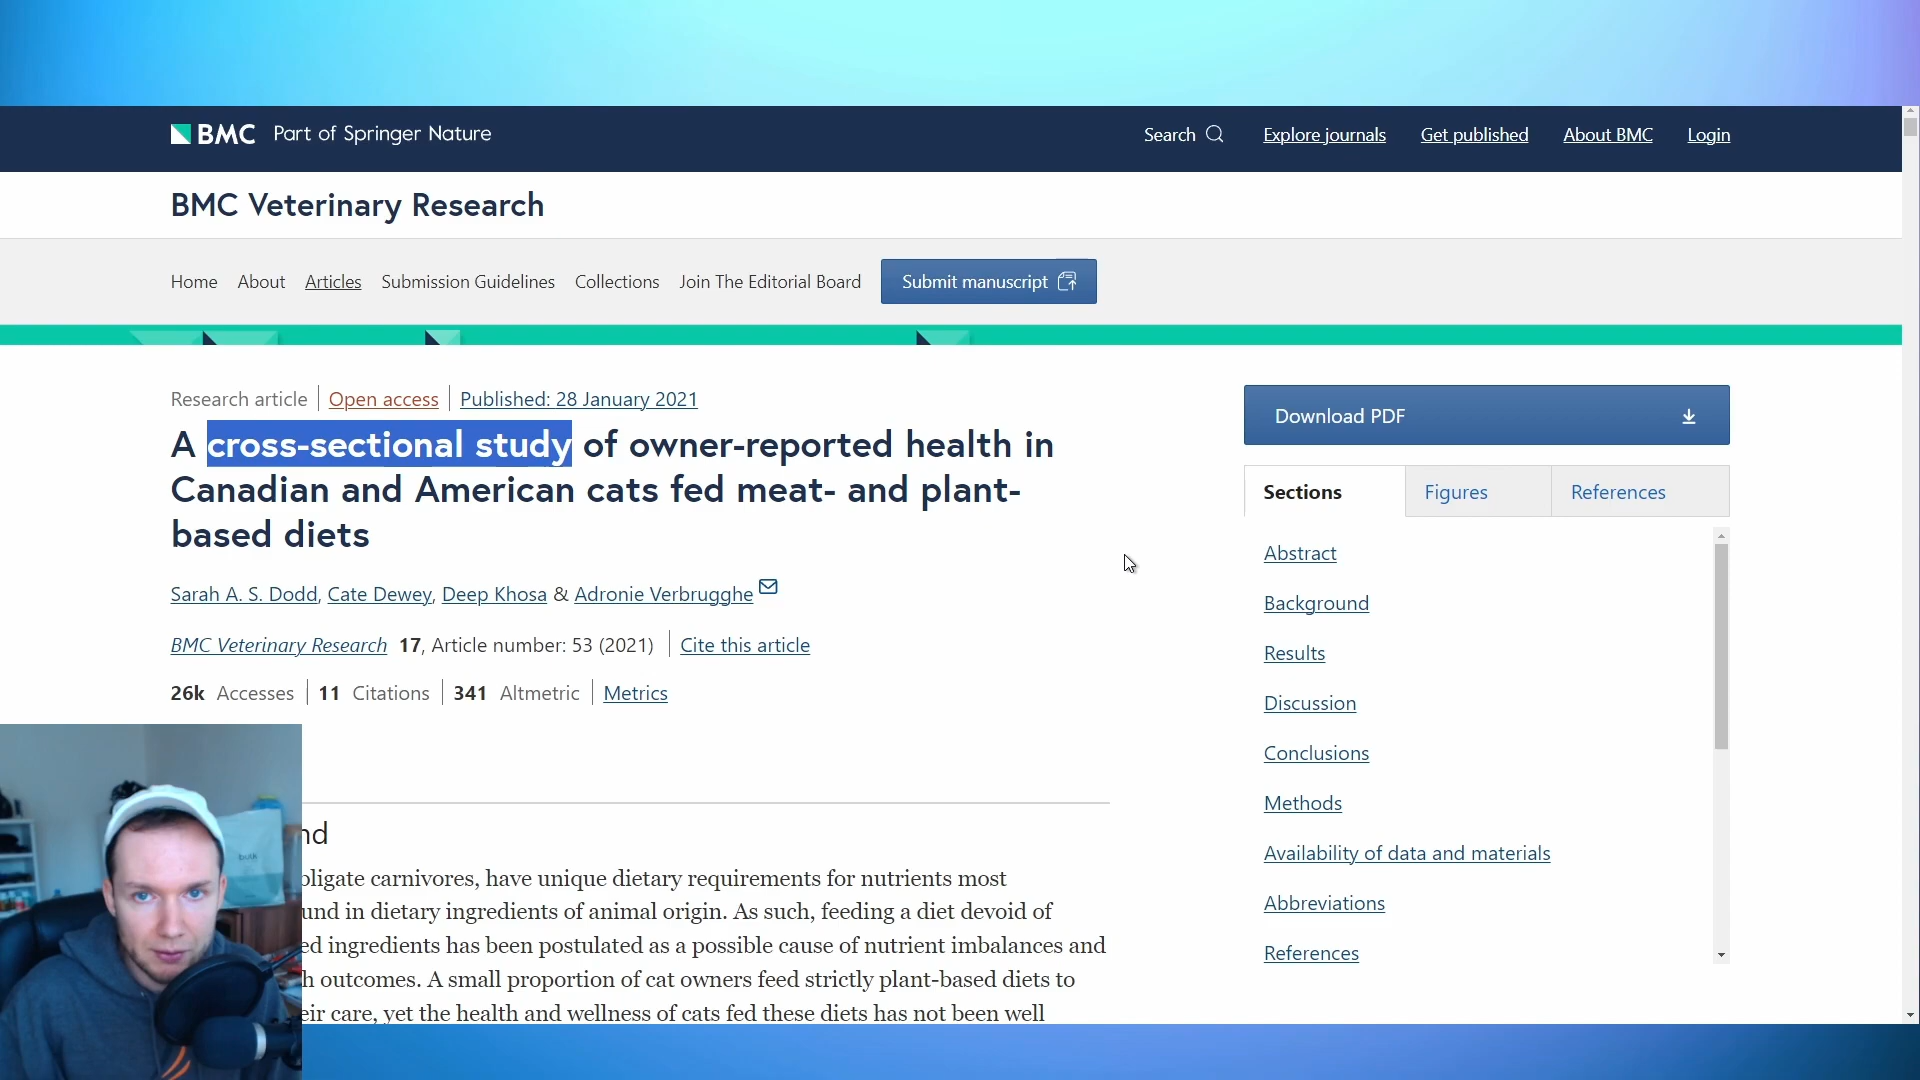 BMC Part of Springer Nature
Search Explore journals Get published About BMC Login
BMC Veterinary Research
Home About Articles Submission Guidelines Collections Join The Editorial Board Submit manuscript
Research article Open access Published: 28 January 2021
A cross-sectional study of owner-reported health in
Canadian and American cats fed meat- and plant-
based diets
Sarah A. S. Dodd, Cate Dewey, Deep Khosa & Adronie Verbrugghe
BMC Veterinary Research 17, Article number: 53 (2021) Cite this article
26k Accesses 11 Citations 341 Altmetric Metrics
nd
bligate carnivores, have unique dietary requirements for nutrients most
und in dietary ingredients of animal origin. As such, feeding a diet devoid of
ed ingredients has been postulated as a possible cause of nutrient imbalances and
h outcomes. A small proportion of cat owners feed strictly plant-based diets to
eir care, yet the health and wellness of cats fed these diets has not been well
Download PDF
Sections Figures References
Abstract
Background
Results
Discussion
Conclusions
Methods
Availability of data and materials
Abbreviations
References
bulk